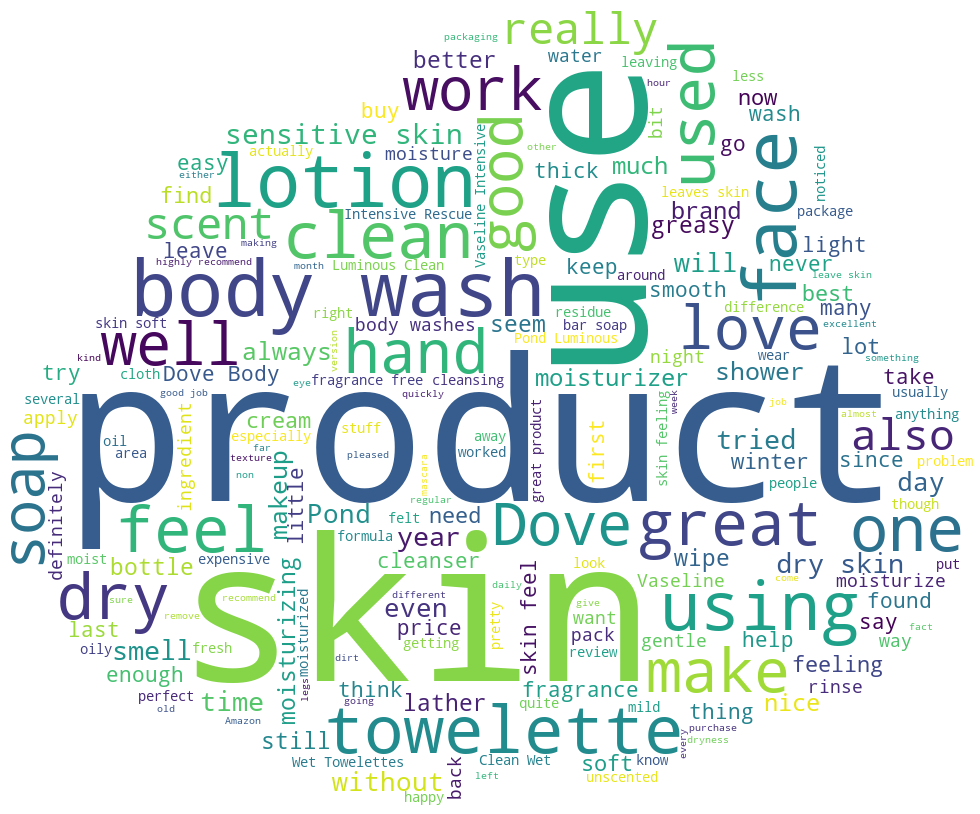 packaging
really
better
water
leaving
used
less
work
use
hour
now
buy
good
other
bit
wash
sensitive skin
Vaseline Intensive
go
face
noticed
actually
moisture
thick
much
easy
either
lotion
leaves skin
find
Intensive Rescue
brand
package
scent
clean
greasy
making
leave
light
highly recommend
month
Luminous Clean
type
keep
around
will
never
leave skin
body wash
smooth
best
right
residue
difference
many
skin soft
version
body washes
seem
bar soap
Pond Luminous
love
excellent
kind
well
always
hand
night
wear
lot
something
try
cloth
Dove Body
eye
fragrance free cleansing
moisturizer
shower
take
several
good job
quickly
week
usually
apply
ingredient
cream
product
great product
first
skin feeling
job
almost
anything
soap
oil
especially
stuff
away
tried
also
area
far
pleased
worked
winter
since
problem
texture
mascara
people
definitely
non
makeup
little
regular
day
though
feel
Pond
felt
need
Dove
great
one
moist
formula
year
wipe
dry skin
put
bottle
expensive
cleanser
look
Vaseline
moisturize
dry
sure
recommend
skin
daily
come
found
oily
remove
moisturizing
moisturized
different
even
pretty
skin feel
give
using
last
fresh
price
want
fact
say
smell
getting
pack
gentle
help
way
enough
dirt
review
make
feeling
perfect
legs
think
fragrance
rinse
old
time
going
lather
quite
mild
thing
nice
Amazon
towelette
every
purchase
still
dryness
Wet Towelettes
back
Clean Wet
soft
know
without
left
unscented
happy